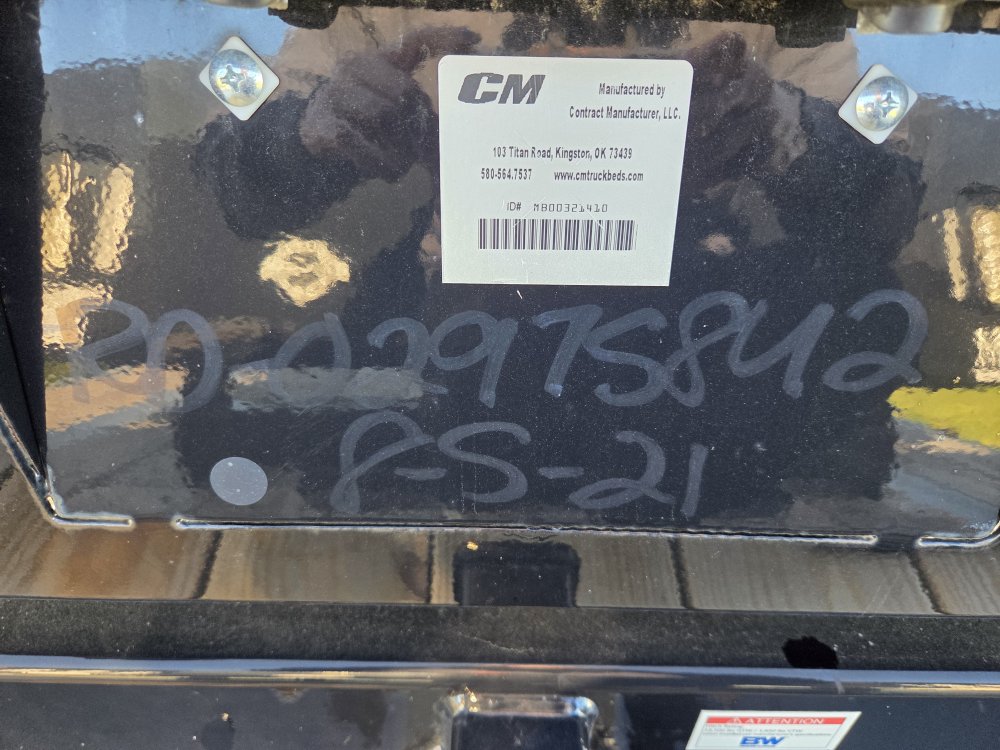 CM
Manufactured by
Contract Manufacturer, LLC.
103 Titan Road, Kingston, OK 73439
580-564.7537 www.cmtruckbeds.com
ID# MB00321410
RD-02975842
8-5-21
ATTENTION
BW